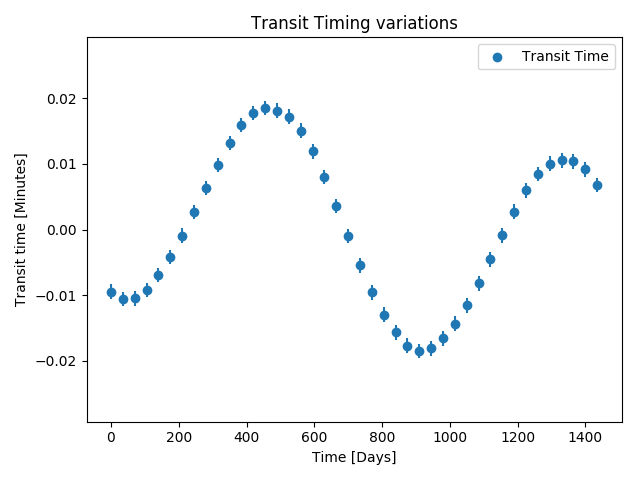 Transit Timing variations
Transit Time
0.02
0.01
0.00
−0.01
−0.02
Transit time [Minutes]
0 200 400 600 800 1000 1200 1400
Time [Days]